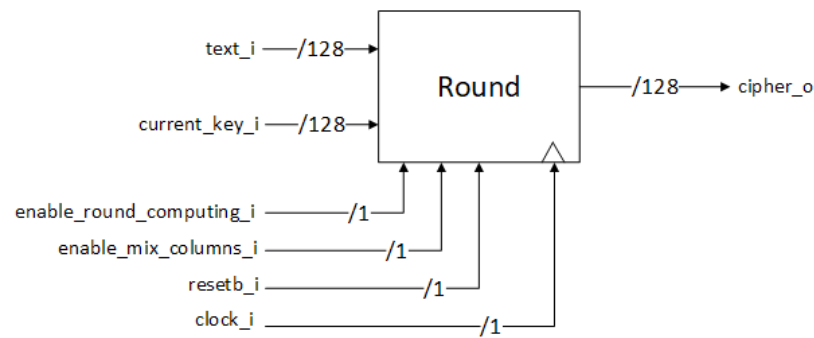 text_i /128
Round
/128 cipher_o
current_key_i /128
enable_round_computing_i /1
enable_mix_columns_i /1
resetb_i /1
clock_i /1